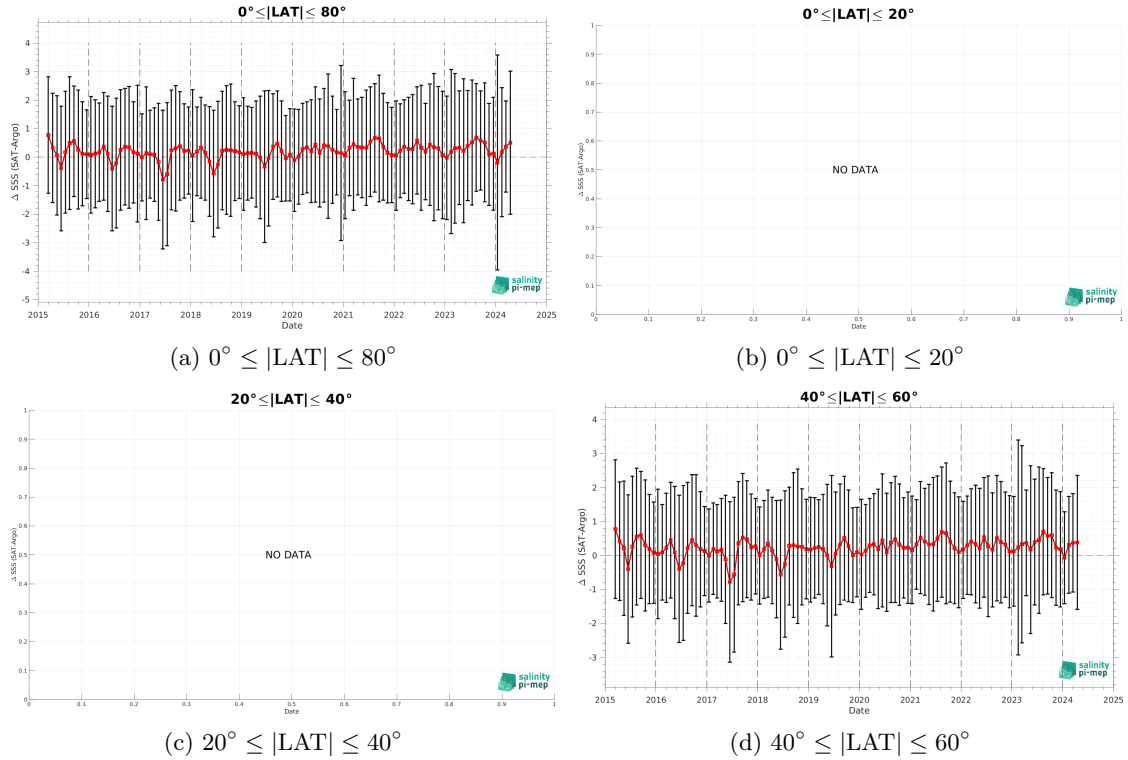 0°≤|LAT|≤ 80°
4
3
2
1
0
-1
-2
-3
-4
-5
Δ SSS (SAT-Argo)
2015 2016 2017 2018 2019 2020 2021 2022 2023 2024 2025
Date
salinity
pi-mep
(a) 0° ≤ |LAT| ≤ 80°
0°≤|LAT|≤ 20°
1
0.9
0.8
0.7
0.6
0.5
0.4
0.3
0.2
0.1
0
Δ SSS (SAT-Argo)
NO DATA
0 0.1 0.2 0.3 0.4 0.5 0.6 0.7 0.8 0.9 1
Date
salinity
pi-mep
(b) 0° ≤ |LAT| ≤ 20°
20°≤|LAT|≤ 40°
1
0.9
0.8
0.7
0.6
0.5
0.4
0.3
0.2
0.1
0
Δ SSS (SAT-Argo)
NO DATA
0 0.1 0.2 0.3 0.4 0.5 0.6 0.7 0.8 0.9 1
Date
salinity
pi-mep
(c) 20° ≤ |LAT| ≤ 40°
40°≤|LAT|≤ 60°
4
3
2
1
0
-1
-2
-3
Δ SSS (SAT-Argo)
2015 2016 2017 2018 2019 2020 2021 2022 2023 2024 2025
Date
salinity
pi-mep
(d) 40° ≤ |LAT| ≤ 60°